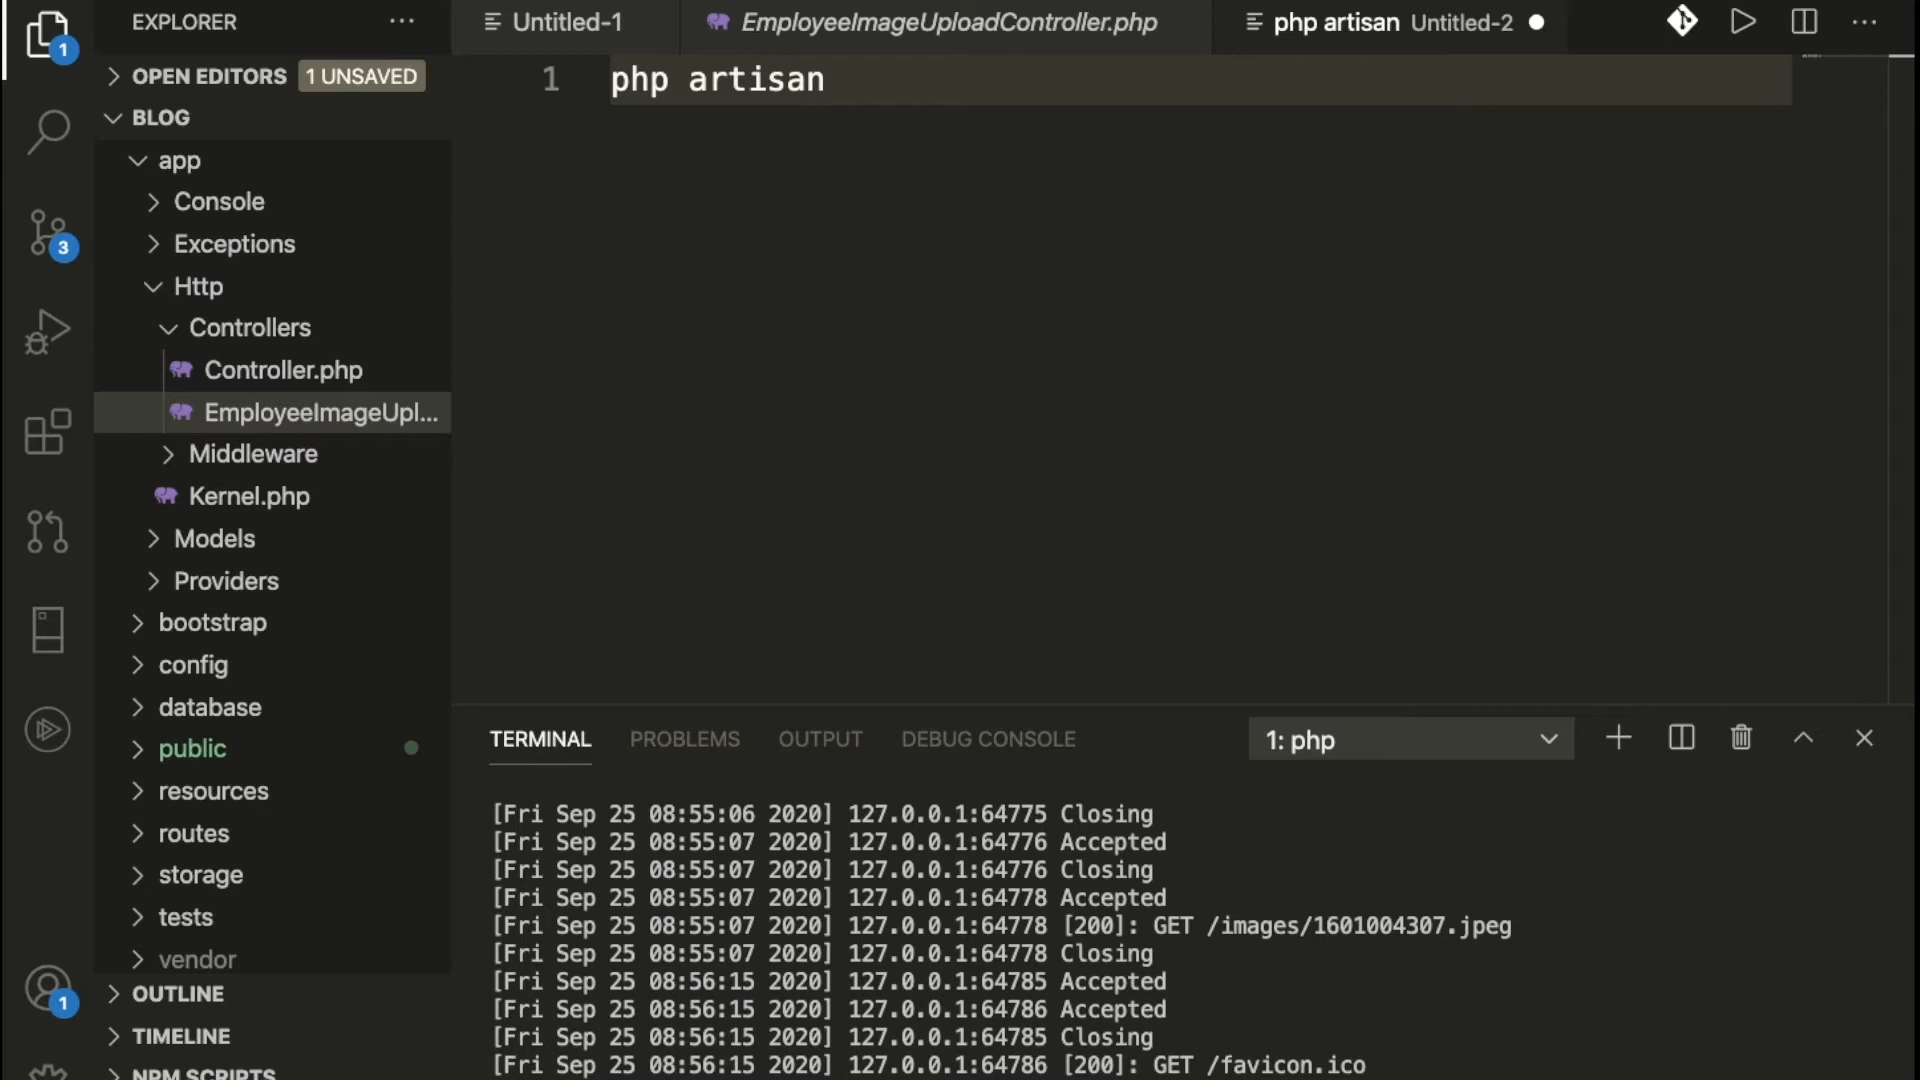 EXPLORER
Untitled-1
EmployeeImageUploadController.php
php artisan Untitled-2
1
OPEN EDITORS 1 UNSAVED
BLOG
app
Console
Exceptions
Http
Controllers
Controller.php
EmployeeImageUpl...
Middleware
Kernel.php
Models
Providers
bootstrap
config
database
public
resources
routes
storage
tests
vendor
OUTLINE
TIMELINE
NPM SCRIPTS
3
1
1 php artisan
TERMINAL PROBLEMS OUTPUT DEBUG CONSOLE
1: php
[Fri Sep 25 08:55:06 2020] 127.0.0.1:64775 Closing
[Fri Sep 25 08:55:07 2020] 127.0.0.1:64776 Accepted
[Fri Sep 25 08:55:07 2020] 127.0.0.1:64776 Closing
[Fri Sep 25 08:55:07 2020] 127.0.0.1:64778 Accepted
[Fri Sep 25 08:55:07 2020] 127.0.0.1:64778 [200]: GET /images/1601004307.jpeg
[Fri Sep 25 08:55:07 2020] 127.0.0.1:64778 Closing
[Fri Sep 25 08:56:15 2020] 127.0.0.1:64785 Accepted
[Fri Sep 25 08:56:15 2020] 127.0.0.1:64786 Accepted
[Fri Sep 25 08:56:15 2020] 127.0.0.1:64785 Closing
[Fri Sep 25 08:56:15 2020] 127.0.0.1:64786 [200]: GET /favicon.ico